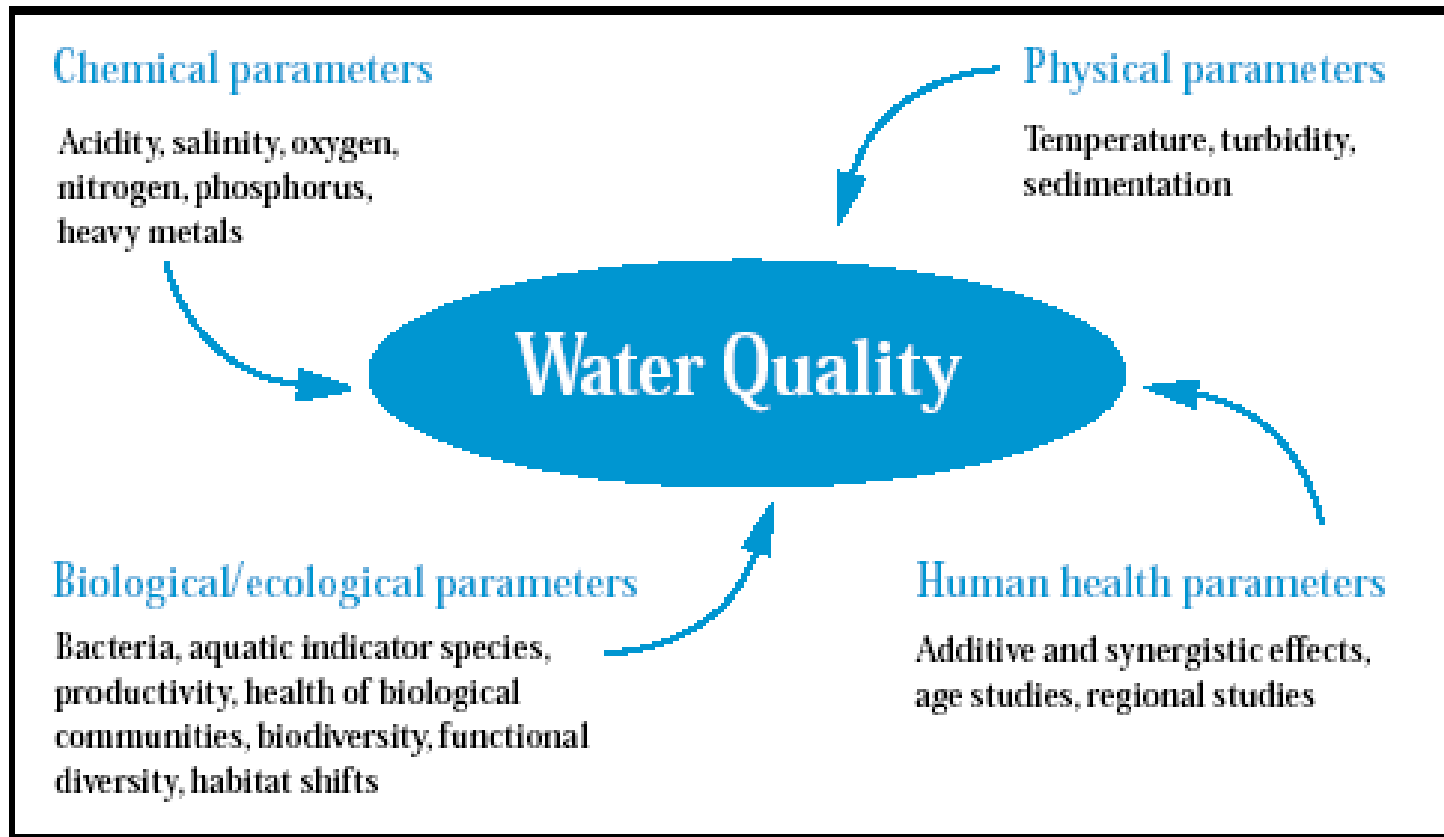 Chemical parameters
Acidity, salinity, oxygen,
nitrogen, phosphorus,
heavy metals
Physical parameters
Temperature, turbidity,
sedimentation
Water Quality
Biological/ecological parameters
Bacteria, aquatic indicator species,
productivity, health of biological
communities, biodiversity, functional
diversity, habitat shifts
Human health parameters
Additive and synergistic effects,
age studies, regional studies